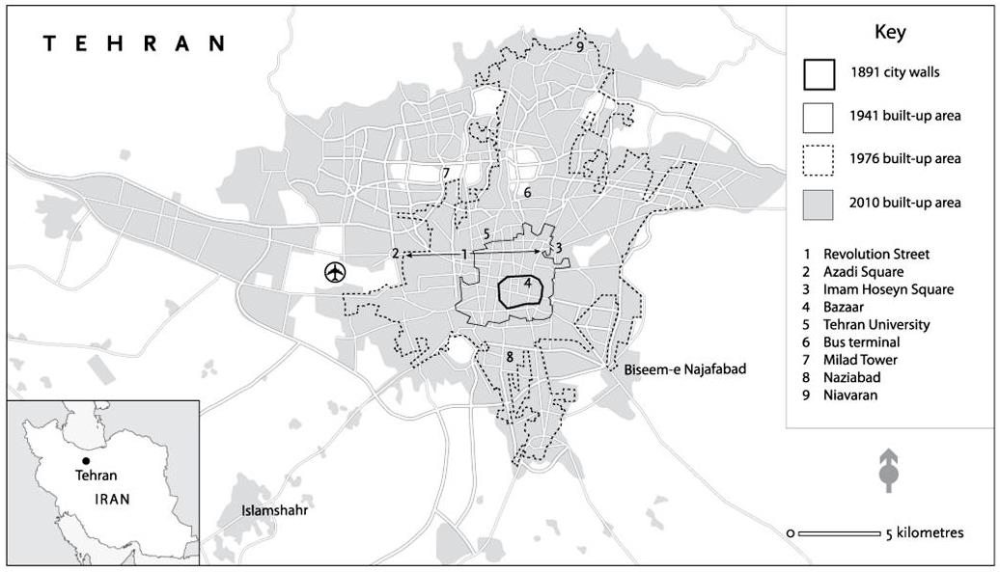 TEHRAN
9
7
6
5
2
1
3
4
8
Biseem-e Najafabad
Islamshahr
Tehran
IRAN
Key
1891 city walls
1941 built-up area
1976 built-up area
2010 built-up area
1 Revolution Street
2 Azadi Square
3 Imam Hoseyn Square
4 Bazaar
5 Tehran University
6 Bus terminal
7 Milad Tower
8 Naziabad
9 Niavaran
5 kilometres